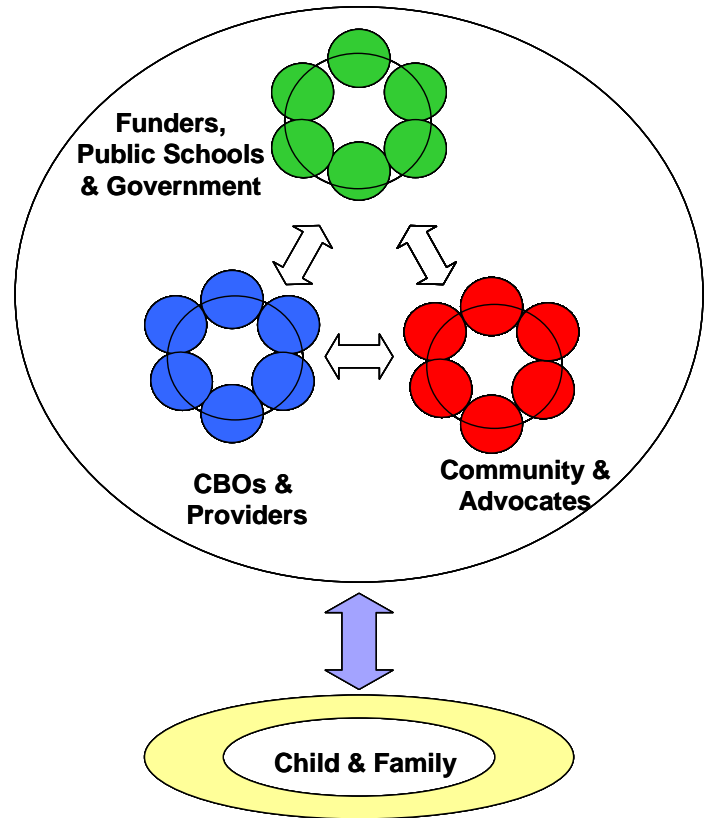 Funders,
Public Schools
& Government
CBOs &
Providers
Community &
Advocates
Child & Family